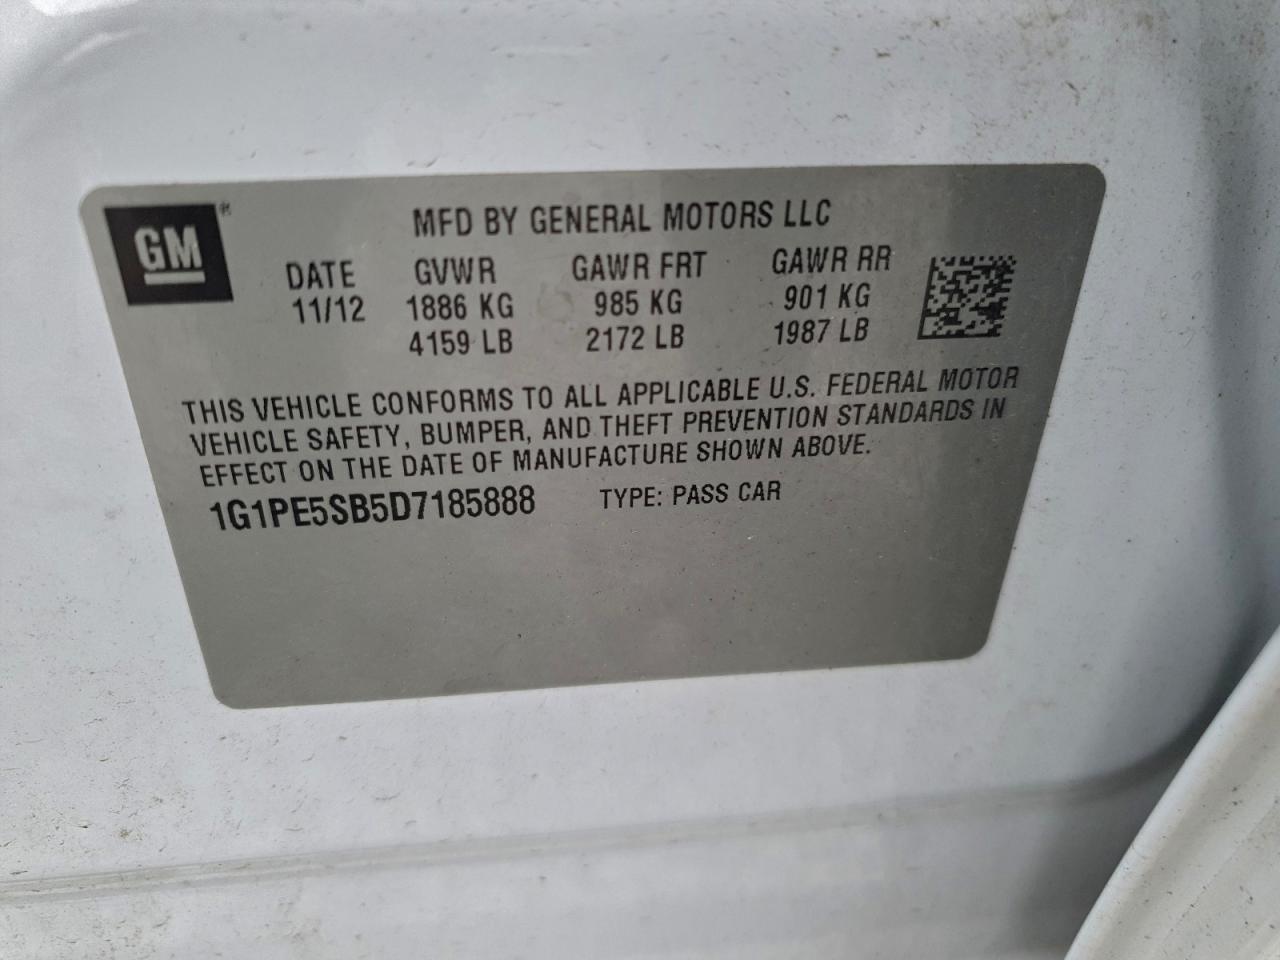 GM®
MFD BY GENERAL MOTORS LLC
DATE GVWR GAWR FRT GAWR RR
11/12 1886 KG 985 KG 901 KG
4159 LB 2172 LB 1987 LB
THIS VEHICLE CONFORMS TO ALL APPLICABLE U.S. FEDERAL MOTOR
VEHICLE SAFETY, BUMPER, AND THEFT PREVENTION STANDARDS IN
EFFECT ON THE DATE OF MANUFACTURE SHOWN ABOVE.
1G1PE5SB5D7185888 TYPE: PASS CAR